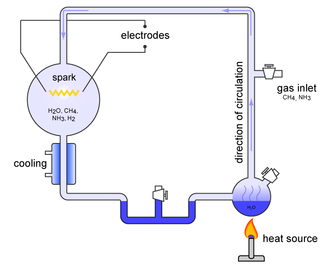 electrodes
spark
H2O, CH4,
NH3, H2
direction of circulation
gas inlet
CH4, NH3
cooling
H2O
heat source